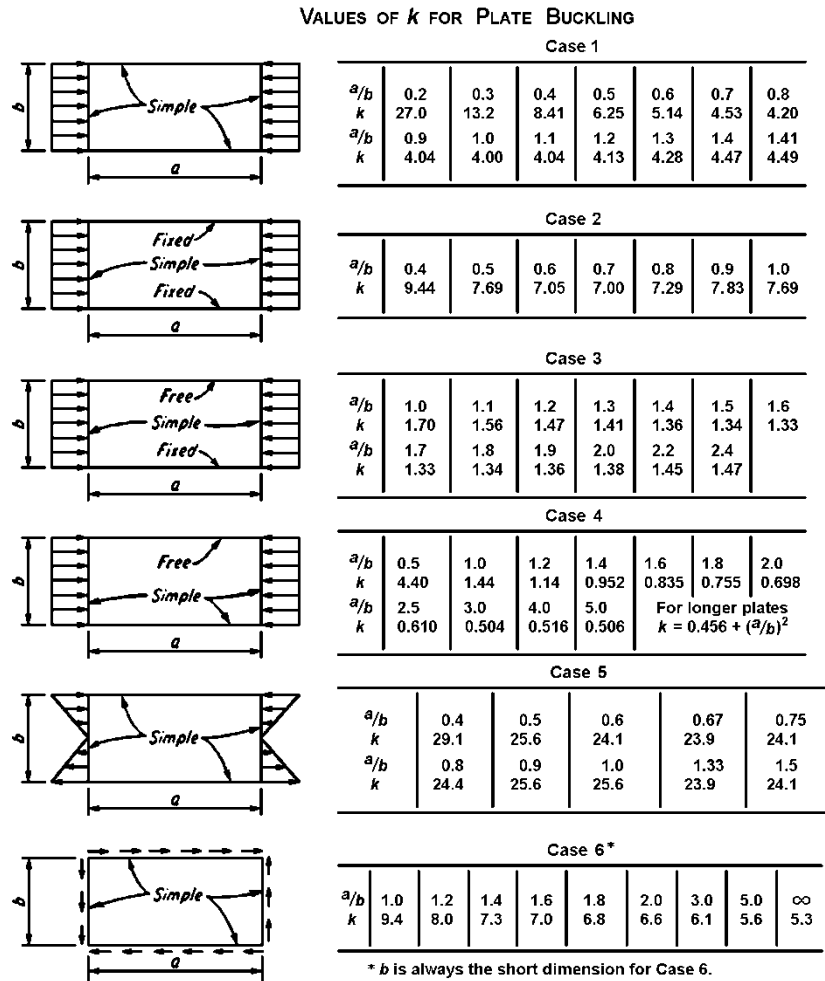 VALUES OF k FOR PLATE BUCKLING
Case 1
b
Simple
a
a/b 0.2 0.3 0.4 0.5 0.6 0.7 0.8
k 27.0 13.2 8.41 6.25 5.14 4.53 4.20
a/b 0.9 1.0 1.1 1.2 1.3 1.4 1.41
k 4.04 4.00 4.04 4.13 4.28 4.47 4.49
Case 2
b
Fixed
Simple
Fixed
a
a/b 0.4 0.5 0.6 0.7 0.8 0.9 1.0
k 9.44 7.69 7.05 7.00 7.29 7.83 7.69
Case 3
b
Free
Simple
Fixed
a
a/b 1.0 1.1 1.2 1.3 1.4 1.5 1.6
k 1.70 1.56 1.47 1.41 1.36 1.34 1.33
a/b 1.7 1.8 1.9 2.0 2.2 2.4
k 1.33 1.34 1.36 1.38 1.45 1.47
Case 4
b
Free
Simple
a
a/b 0.5 1.0 1.2 1.4 1.6 1.8 2.0
k 4.40 1.44 1.14 0.952 0.835 0.755 0.698
a/b 2.5 3.0 4.0 5.0 For longer plates
k 0.610 0.504 0.516 0.506 k = 0.456 + (a/b)2
Case 5
b
Simple
a
a/b 0.4 0.5 0.6 0.67 0.75
k 29.1 25.6 24.1 23.9 24.1
a/b 0.8 0.9 1.0 1.33 1.5
k 24.4 25.6 25.6 23.9 24.1
Case 6*
b
Simple
a
a/b 1.0 1.2 1.4 1.6 1.8 2.0 3.0 5.0 ∞
k 9.4 8.0 7.3 7.0 6.8 6.6 6.1 5.6 5.3
* b is always the short dimension for Case 6.